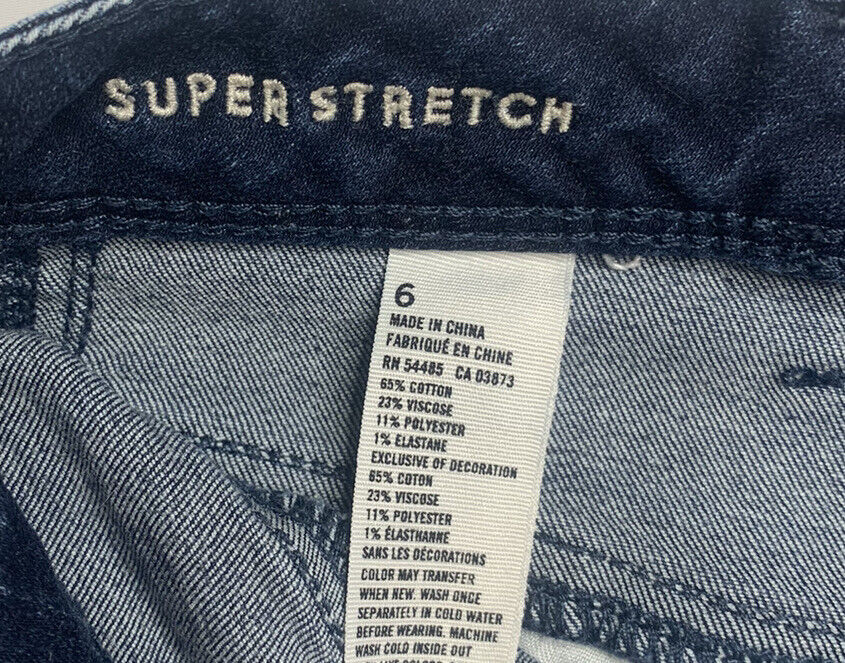 SUPER STRETCH
6
MADE IN CHINA
FABRIQUÉ EN CHINE
RN 54485 CA 03873
65% COTTON
23% VISCOSE
11% POLYESTER
1% ELASTANE
EXCLUSIVE OF DECORATION
65% COTON
23% VISCOSE
11% POLYESTER
1% ÉLASTHANNE
SANS LES DÉCORATIONS
COLOR MAY TRANSFER
WHEN NEW. WASH ONCE
SEPARATELY IN COLD WATER
BEFORE WEARING. MACHINE
WASH COLD INSIDE OUT